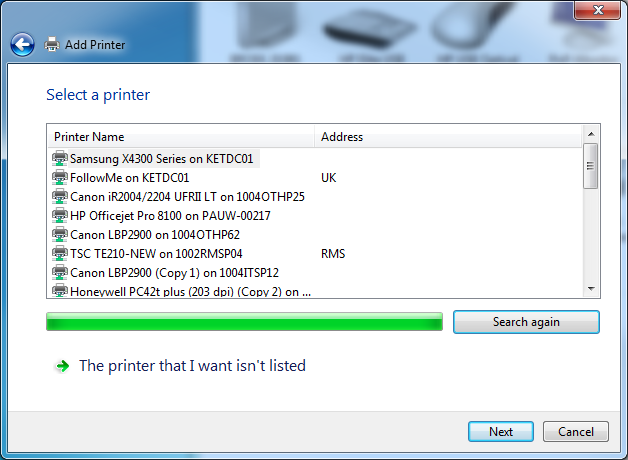 Add Printer
Select a printer
Printer Name Address
Samsung X4300 Series on KETDC01
FollowMe on KETDC01 UK
Canon iR2004/2204 UFRII LT on 1004OTHP25
HP Officejet Pro 8100 on PAUW-00217
Canon LBP2900 on 1004OTHP62
TSC TE210-NEW on 1002RMSP04 RMS
Canon LBP2900 (Copy 1) on 1004ITSP12
Honeywell PC42t plus (203 dpi) (Copy 2) on ...
Search again
The printer that I want isn't listed
Next Cancel